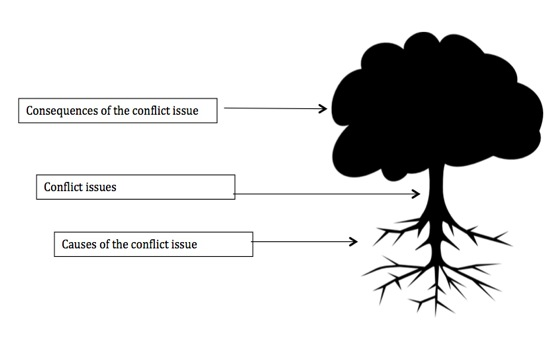 Consequences of the conflict issue
Conflict issues
Causes of the conflict issue